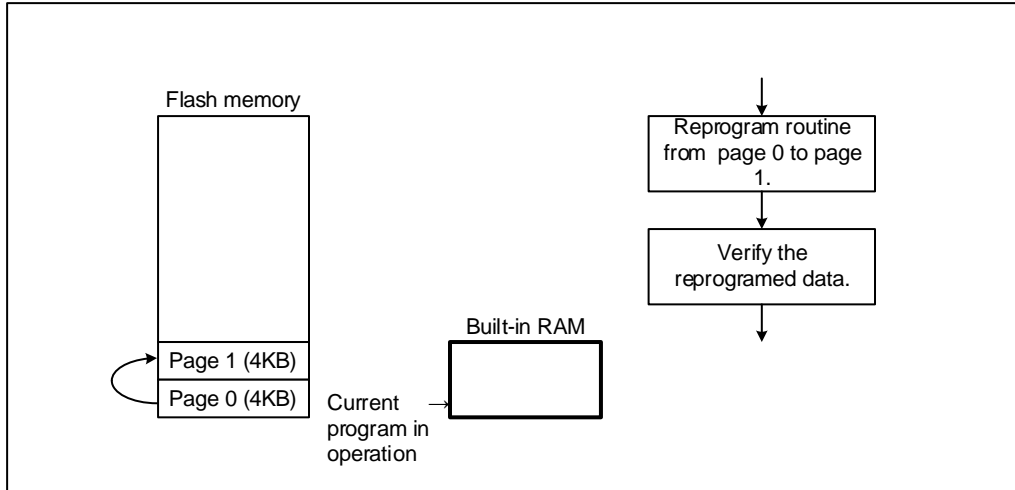 Flash memory
Page 1 (4KB)
Page 0 (4KB)
Built-in RAM
Current →
program in
operation
Reprogram routine
from page 0 to page
1.
Verify the
reprogramed data.